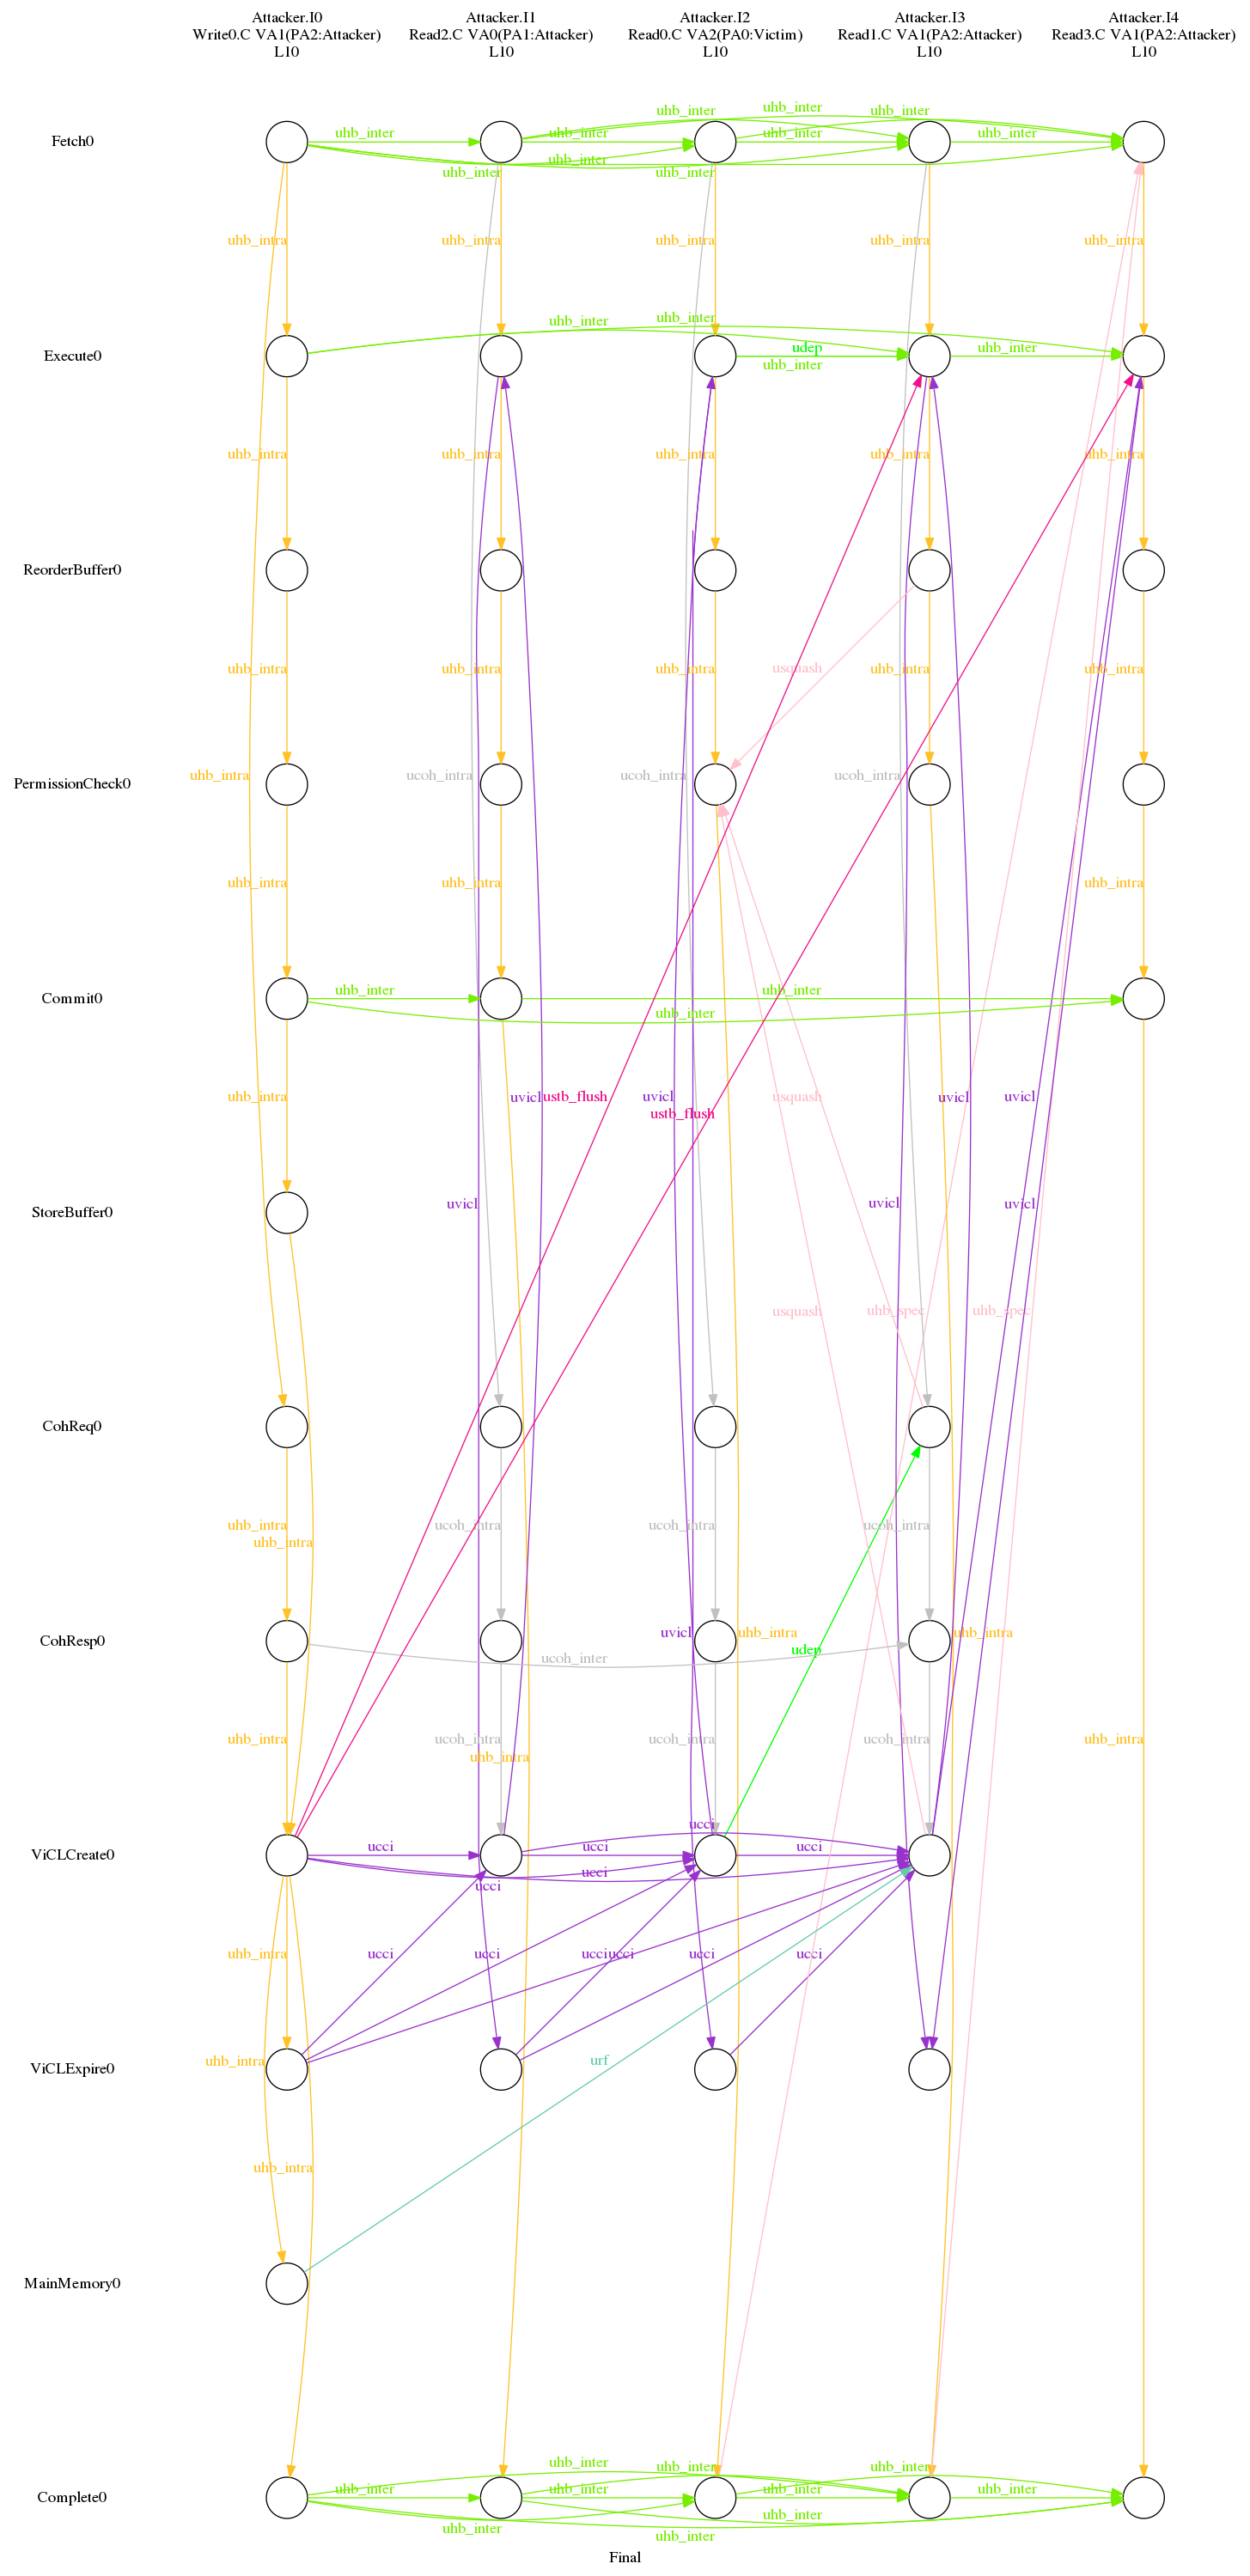 Attacker.I0 Attacker.I1 Attacker.I2 Attacker.I3 Attacker.I4
Write0.C VA1(PA2:Attacker) Read2.C VA0(PA1:Attacker) Read0.C VA2(PA0:Victim) Read1.C VA1(PA2:Attacker) Read3.C VA1(PA2:Attacker)
L10 L10 L10 L10 L10
uhb_inter uhb_inter uhb_inter
Fetch0 uhb_inter uhb_inter uhb_inter uhb_inter
uhb_inter
uhb_inter uhb_inter
uhb_intra uhb_intra uhb_intra uhb_intra uhb_intra
uhb_inter uhb_inter
Execute0 udep uhb_inter
uhb_inter
uhb_intra uhb_intra uhb_intra uhb_intra uhb_intra
ReorderBuffer0
uhb_intra uhb_intra uhb_intra usquash uhb_intra uhb_intra
uhb_intra ucoh_intra ucoh_intra ucoh_intra
PermissionCheck0
uhb_intra uhb_intra uhb_intra
uhb_inter uhb_inter
Commit0
uhb_inter
uhb_intra uvicl ustb_flush uvicl usquash uvicl uvicl
ustb_flush
uvicl uvicl uvicl
StoreBuffer0
usquash uhb_spec uhb_spec
CohReq0
uhb_intra ucoh_intra ucoh_intra ucoh_intra
uhb_intra
CohResp0 uvicl uhb_intra uhb_intra
ucoh_inter udep
uhb_intra ucoh_intra ucoh_intra ucoh_intra uhb_intra
uhb_intra
ucci
ViCLCreate0 ucci ucci ucci
ucci
ucci
uhb_intra ucci ucci ucci ucci ucci ucci
uhb_intra urf
ViCLExpire0
uhb_intra
MainMemory0
uhb_inter uhb_inter uhb_inter
Complete0 uhb_inter uhb_inter uhb_inter uhb_inter
uhb_inter
uhb_inter
uhb_inter
Final